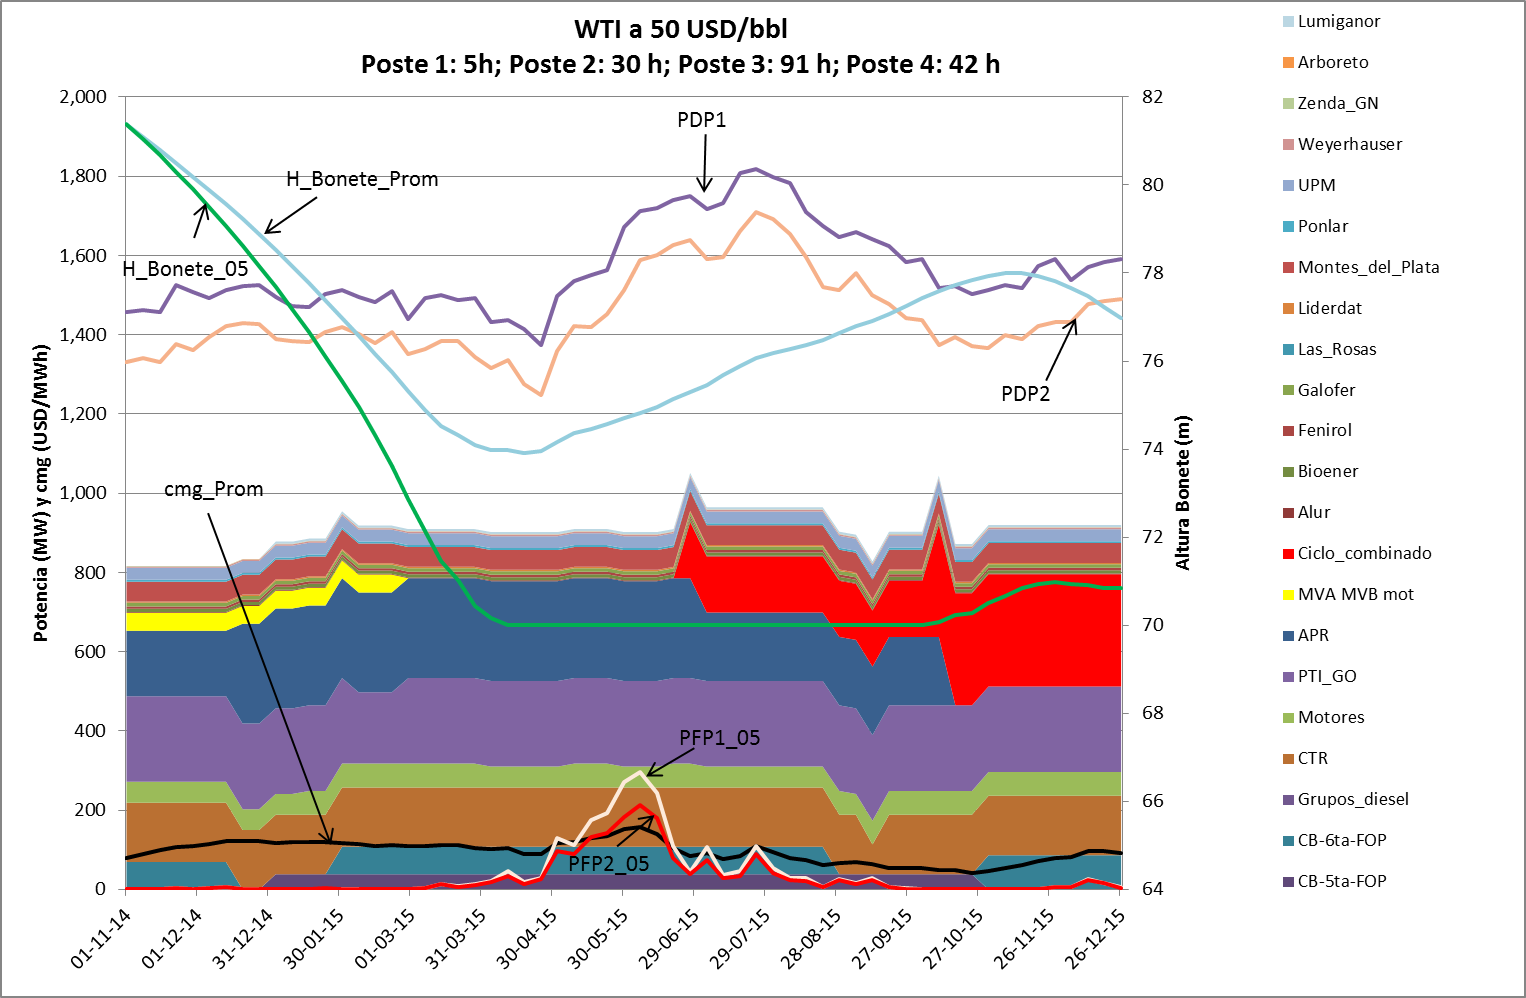 WTI a 50 USD/bbl
Poste 1: 5h; Poste 2: 30 h; Poste 3: 91 h; Poste 4: 42 h
Potencia (MW) y cmg (USD/MWh)
2,000
1,800
1,600
1,400
1,200
1,000
800
600
400
200
0
PDP1
H_Bonete_Prom
H_Bonete_05
PDP2
cmg_Prom
PFP1_05
PFP2_05
82
80
78
76
74
72
70
68
66
64
Altura Bonete (m)
01-11-14
01-12-14
31-12-14
30-01-15
01-03-15
31-03-15
30-04-15
30-05-15
29-06-15
29-07-15
28-08-15
27-09-15
27-10-15
26-11-15
26-12-15
Lumiganor
Arboreto
Zenda_GN
Weyerhauser
UPM
Ponlar
Montes_del_Plata
Liderdat
Las_Rosas
Galofer
Fenirol
Bioener
Alur
Ciclo_combinado
MVA MVB mot
APR
PTI_GO
Motores
CTR
Grupos_diesel
CB-6ta-FOP
CB-5ta-FOP